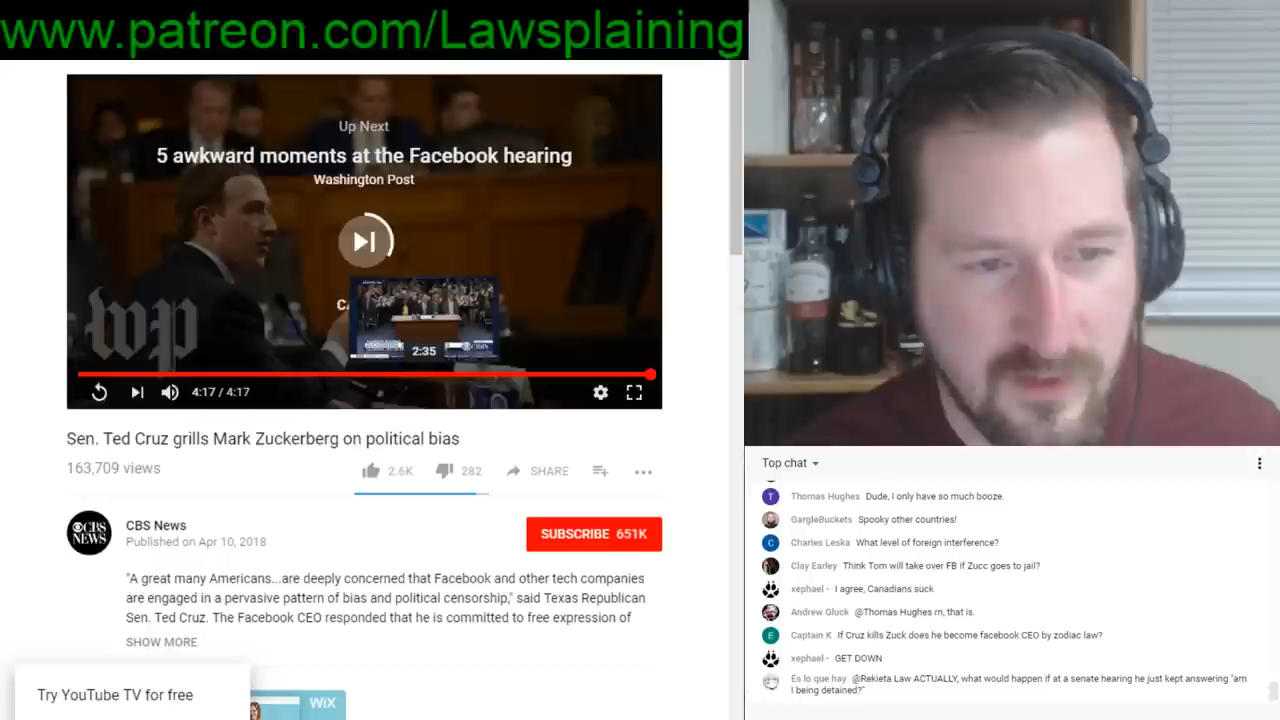 www.patreon.com/Lawsplaining
Up Next
5 awkward moments at the Facebook hearing
Washington Post
wp
2:35
4:17 / 4:17
Sen. Ted Cruz grills Mark Zuckerberg on political bias
163,709 views
2.6K
282
SHARE
CBS NEWS
CBS News
Published on Apr 10, 2018
SUBSCRIBE 651K
"A great many Americans...are deeply concerned that Facebook and other tech companies
are engaged in a pervasive pattern of bias and political censorship," said Texas Republican
Sen. Ted Cruz. The Facebook CEO responded that he is committed to free expression of
SHOW MORE
Try YouTube TV for free
WiX
Top chat
T Thomas Hughes Dude, I only have so much booze.
GargleBuckets Spooky other countries!
C Charles Leska What level of foreign interference?
Clay Earley Think Tom will take over FB if Zucc goes to jail?
xephael - I agree, Canadians suck
Andrew Gluck @Thomas Hughes rn, that is.
E Captain K If Cruz kills Zuck does he become facebook CEO by zodiac law?
xephael - GET DOWN
Es lo que hay @Rekieta Law ACTUALLY, what would happen if at a senate hearing he just kept answering "am
I being detained?"